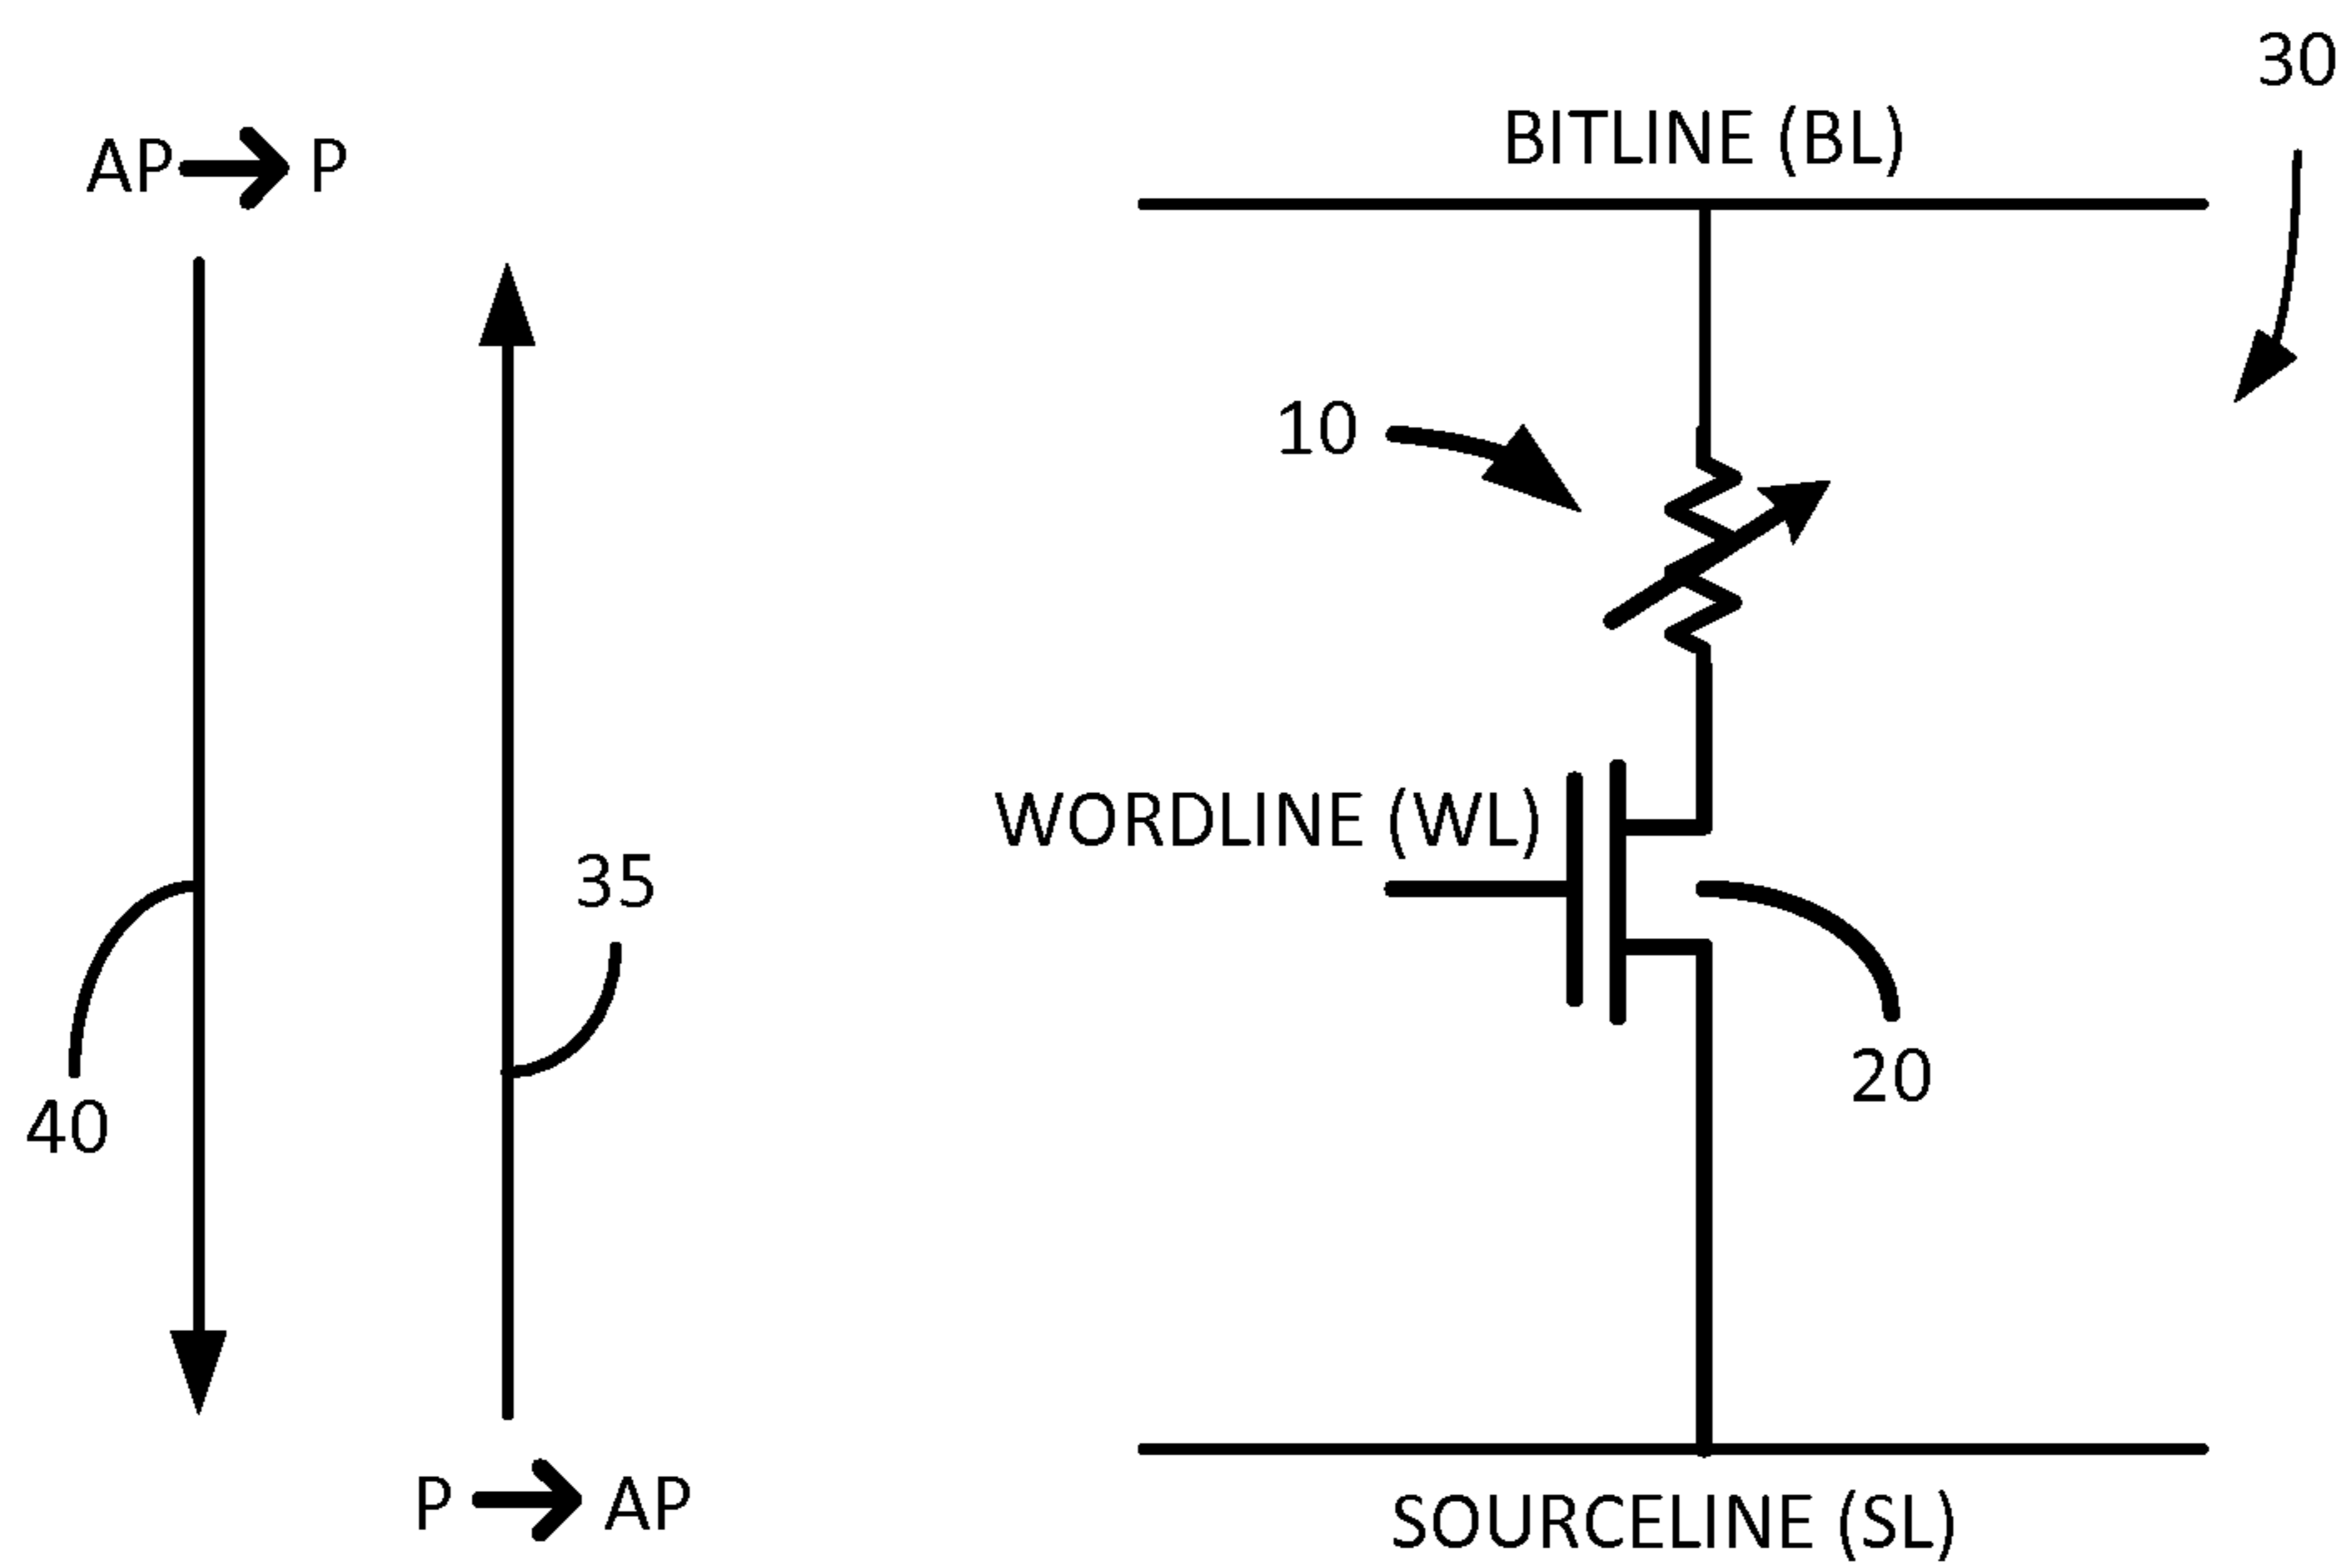 30
BITLINE (BL)
AP → P
10
WORDLINE (WL)
35
20
40
P → AP
SOURCELINE (SL)